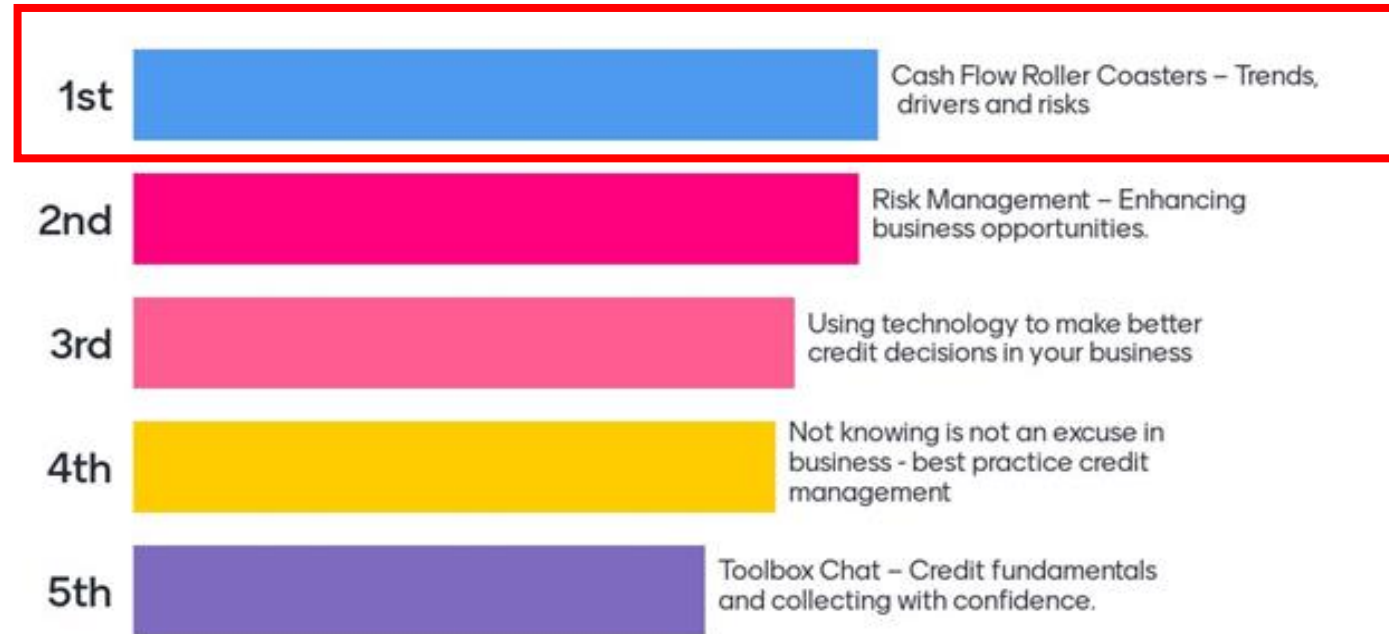 1st
Cash Flow Roller Coasters – Trends,
drivers and risks
2nd
Risk Management – Enhancing
business opportunities.
3rd
Using technology to make better
credit decisions in your business
4th
Not knowing is not an excuse in
business - best practice credit
management
5th
Toolbox Chat – Credit fundamentals
and collecting with confidence.